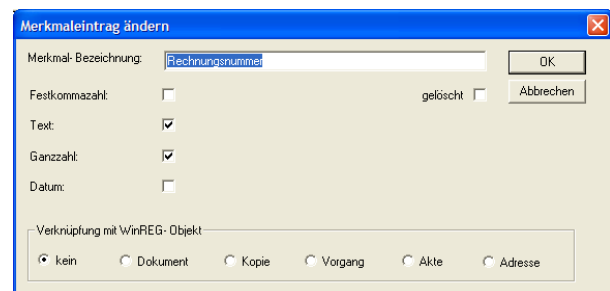 Merkmaleintrag ändern
Merkmal- Bezeichnung: Rechnungsnummer OK
Festkommazahl: gelöscht Abbrechen
Text:
Ganzzahl:
Datum:
Verknüpfung mit WinREG- Objekt
kein Dokument Kopie Vorgang Akte Adresse